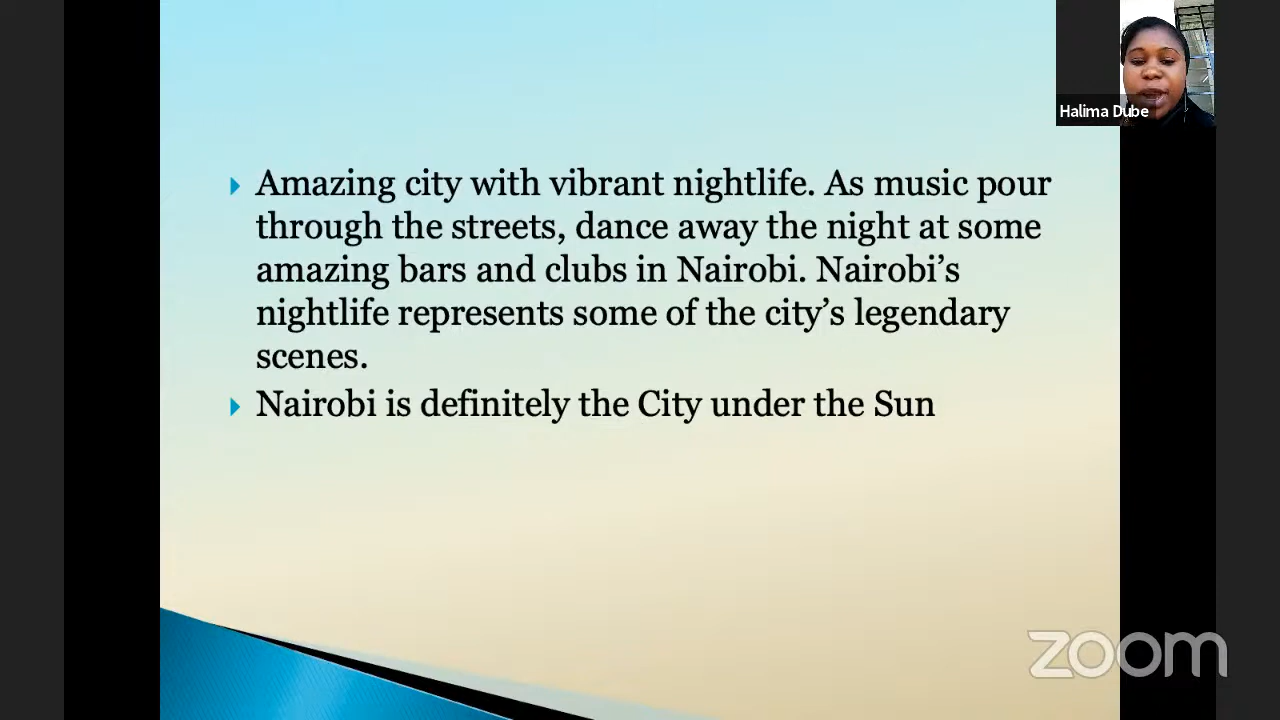 Halima Dube
Amazing city with vibrant nightlife. As music pour
through the streets, dance away the night at some
amazing bars and clubs in Nairobi. Nairobi’s
nightlife represents some of the city’s legendary
scenes.
Nairobi is definitely the City under the Sun
zoom